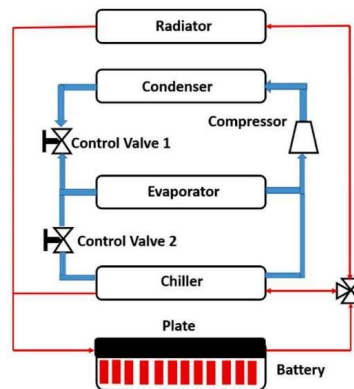 Radiator
Condenser
Compressor
Control Valve 1
Evaporator
Control Valve 2
Chiller
Plate
Battery